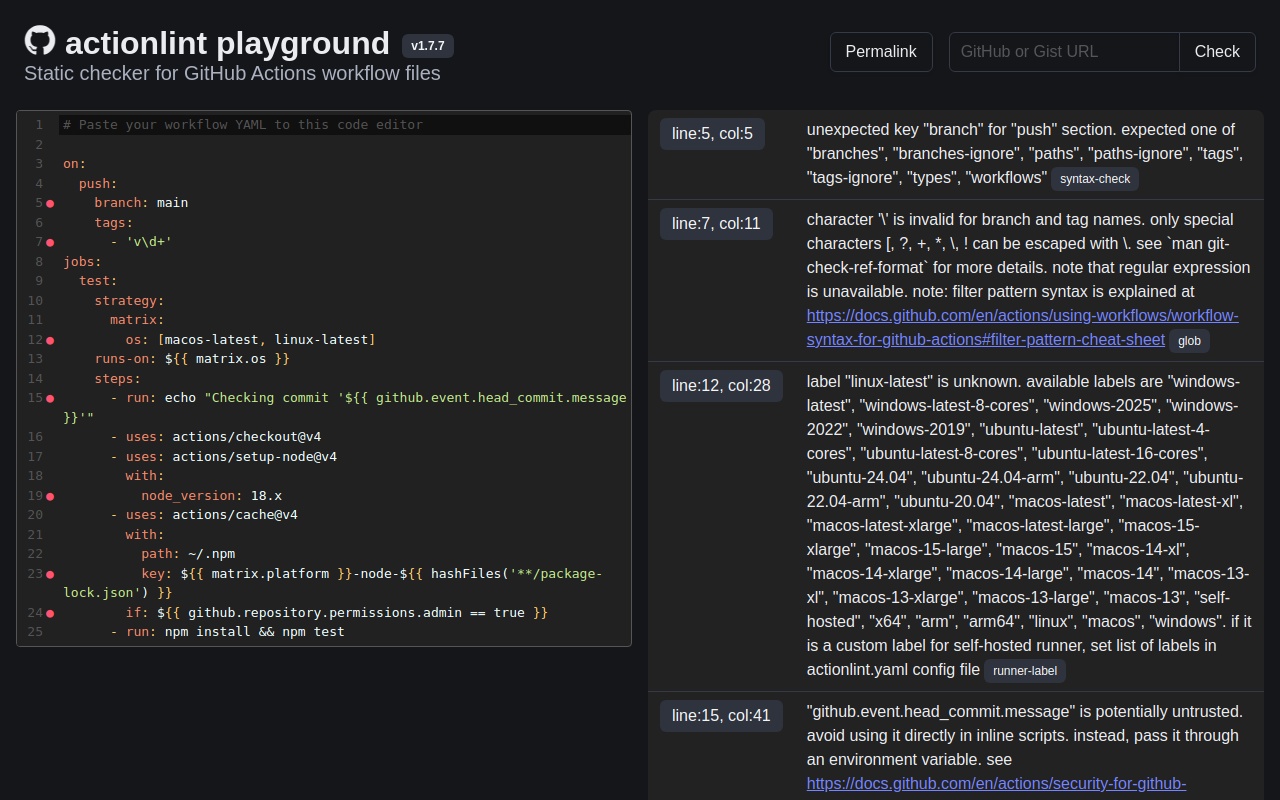 actionlint playground v1.7.7
Static checker for GitHub Actions workflow files
Permalink
GitHub or Gist URL
Check
1 # Paste your workflow YAML to this code editor
2
3 on:
4   push:
5     branch: main
6     tags:
7       - 'v\d+'
8 jobs:
9   test:
10     strategy:
11       matrix:
12         os: [macos-latest, linux-latest]
13     runs-on: ${{ matrix.os }}
14     steps:
15       - run: echo "Checking commit '${{ github.event.head_commit.message
}}'"
16       - uses: actions/checkout@v4
17       - uses: actions/setup-node@v4
18         with:
19           node_version: 18.x
20       - uses: actions/cache@v4
21         with:
22           path: ~/.npm
23           key: ${{ matrix.platform }}-node-${{ hashFiles('**/package-
lock.json') }}
24         if: ${{ github.repository.permissions.admin == true }}
25       - run: npm install && npm test
line:5, col:5
unexpected key "branch" for "push" section. expected one of
"branches", "branches-ignore", "paths", "paths-ignore", "tags",
"tags-ignore", "types", "workflows" syntax-check
line:7, col:11
character '\' is invalid for branch and tag names. only special
characters [, ?, +, *, \, ! can be escaped with \. see `man git-
check-ref-format` for more details. note that regular expression
is unavailable. note: filter pattern syntax is explained at
https://docs.github.com/en/actions/using-workflows/workflow-
syntax-for-github-actions#filter-pattern-cheat-sheet glob
line:12, col:28
label "linux-latest" is unknown. available labels are "windows-
latest", "windows-latest-8-cores", "windows-2025", "windows-
2022", "windows-2019", "ubuntu-latest", "ubuntu-latest-4-
cores", "ubuntu-latest-8-cores", "ubuntu-latest-16-cores",
"ubuntu-24.04", "ubuntu-24.04-arm", "ubuntu-22.04", "ubuntu-
22.04-arm", "ubuntu-20.04", "macos-latest", "macos-latest-xl",
"macos-latest-xlarge", "macos-latest-large", "macos-15-
xlarge", "macos-15-large", "macos-15", "macos-14-xl",
"macos-14-xlarge", "macos-14-large", "macos-14", "macos-13-
xl", "macos-13-xlarge", "macos-13-large", "macos-13", "self-
hosted", "x64", "arm", "arm64", "linux", "macos", "windows". if it
is a custom label for self-hosted runner, set list of labels in
actionlint.yaml config file runner-label
line:15, col:41
"github.event.head_commit.message" is potentially untrusted.
avoid using it directly in inline scripts. instead, pass it through
an environment variable. see
https://docs.github.com/en/actions/security-for-github-